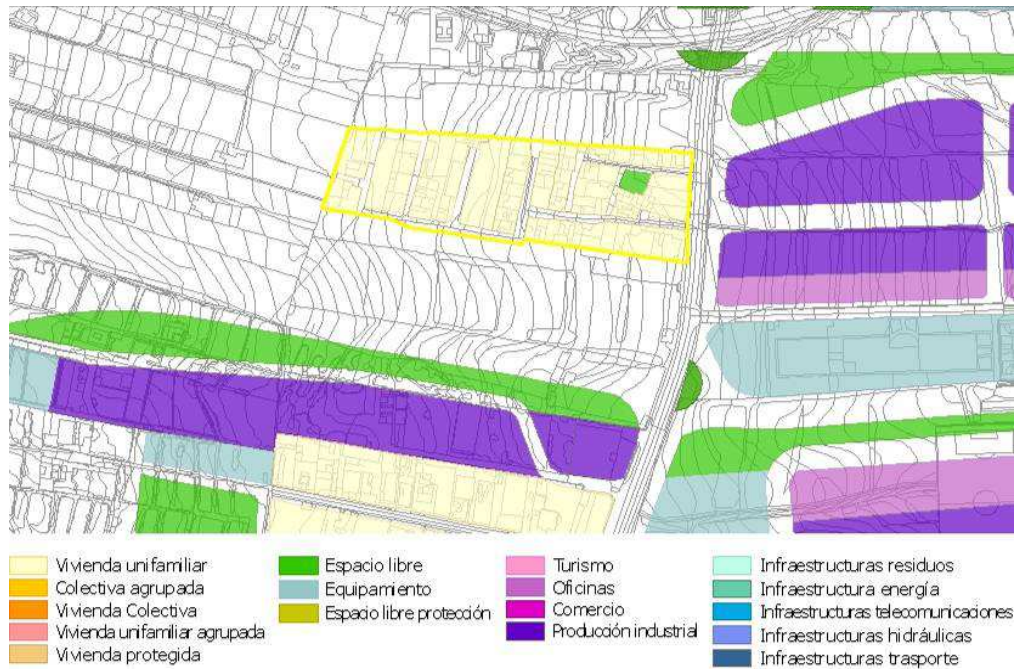 Vivienda unifamiliar
Colectiva agrupada
Vivienda Colectiva
Vivienda unifamiliar agrupada
Vivienda protegida
Espacio libre
Equipamiento
Espacio libre protección
Turismo
Oficinas
Comercio
Producción industrial
Infraestructuras residuos
Infraestructura energía
Infraestructuras telecomunicaciones
Infraestructuras hidráulicas
Infraestructuras trasporte